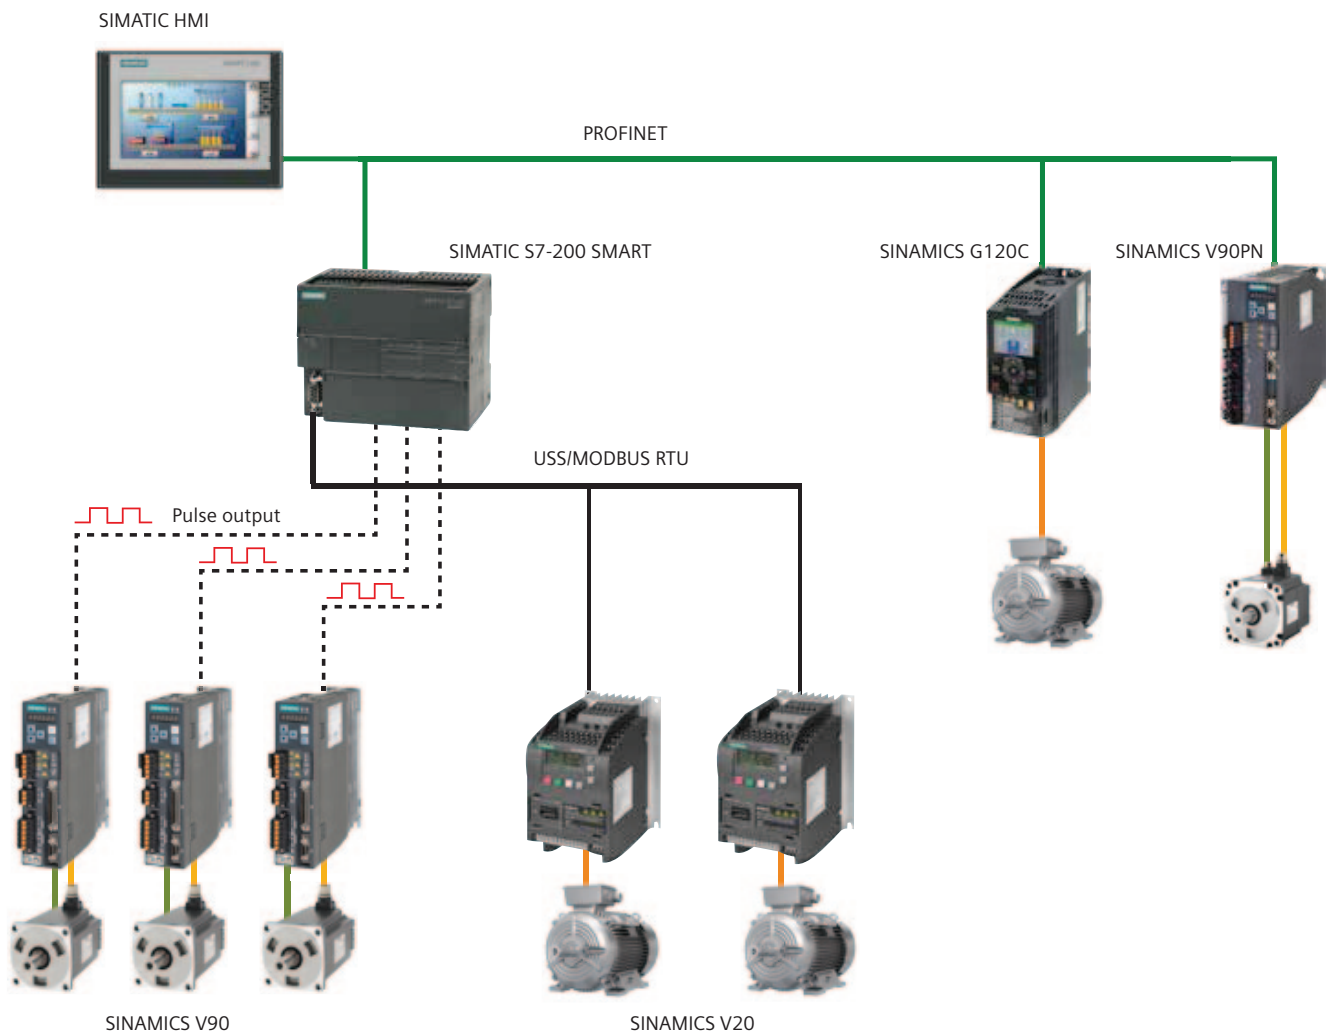 SIMATIC HMI
SIEMENS
PROFINET
SIMATIC S7-200 SMART
SINAMICS G120C
SINAMICS V90PN
USS/MODBUS RTU
Pulse output
SINAMICS V90
SINAMICS V20